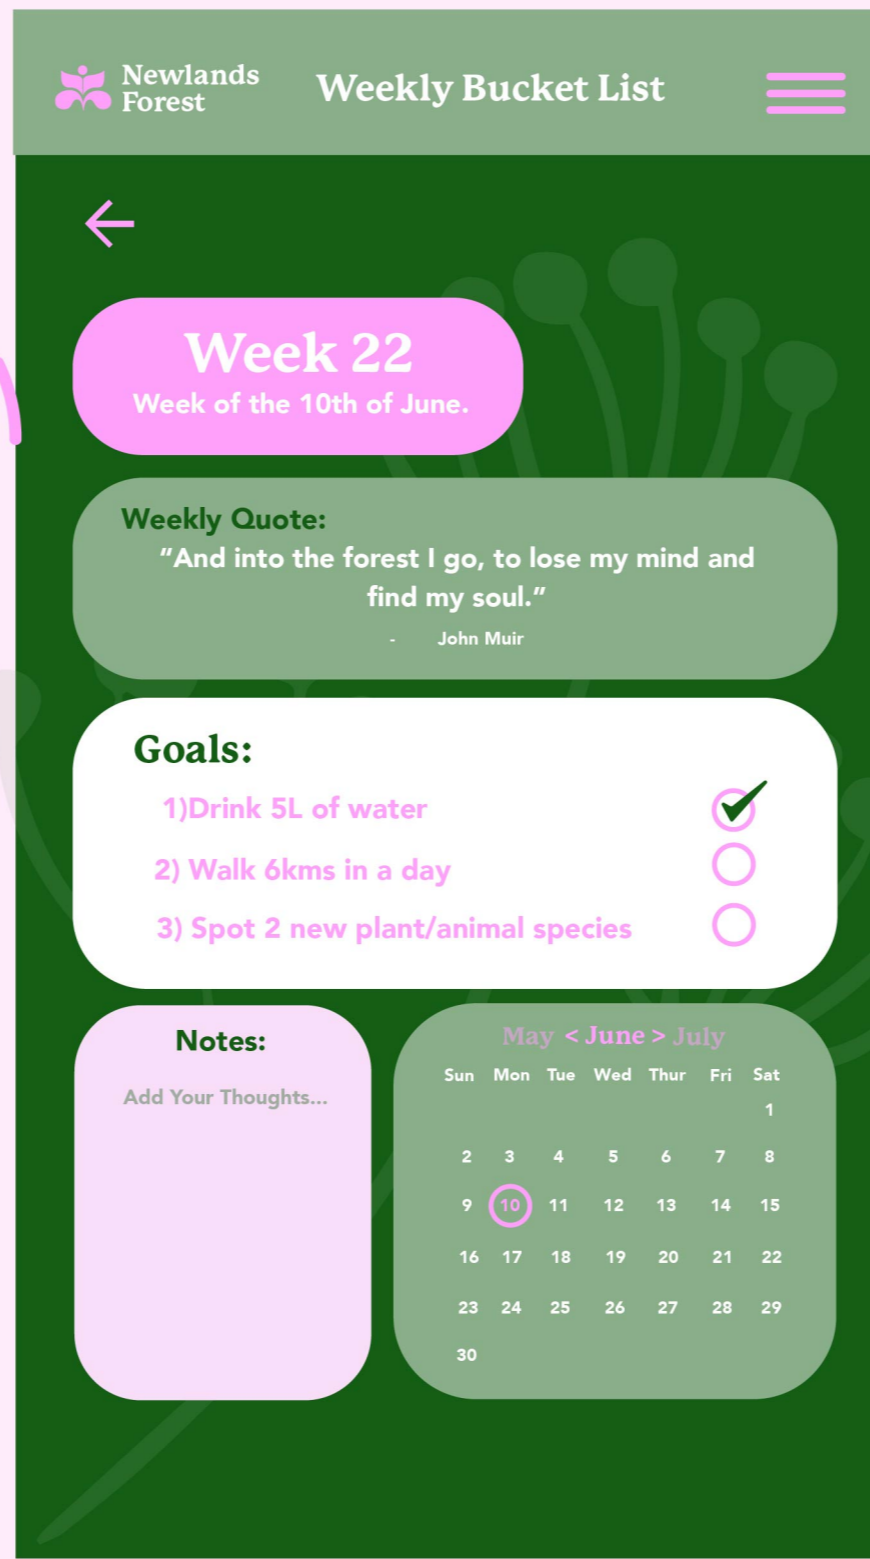 Newlands
Forest
Weekly Bucket List
Week 22
Week of the 10th of June.
Weekly Quote:
“And into the forest I go, to lose my mind and
find my soul.”
- John Muir
Goals:
1)Drink 5L of water
2) Walk 6kms in a day
3) Spot 2 new plant/animal species
Notes:
Add Your Thoughts...
May < June > July
Sun Mon Tue Wed Thur Fri Sat
1
2 3 4 5 6 7 8
9 10 11 12 13 14 15
16 17 18 19 20 21 22
23 24 25 26 27 28 29
30